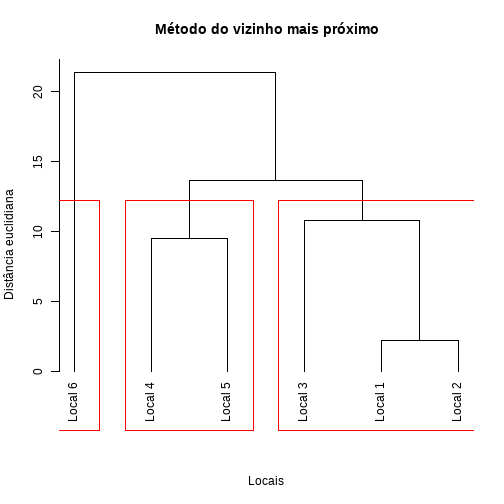 Método do vizinho mais próximo
Distância euclidiana
20
15
10
5
0
Local 6
Local 4
Local 5
Local 3
Local 1
Local 2
Locais